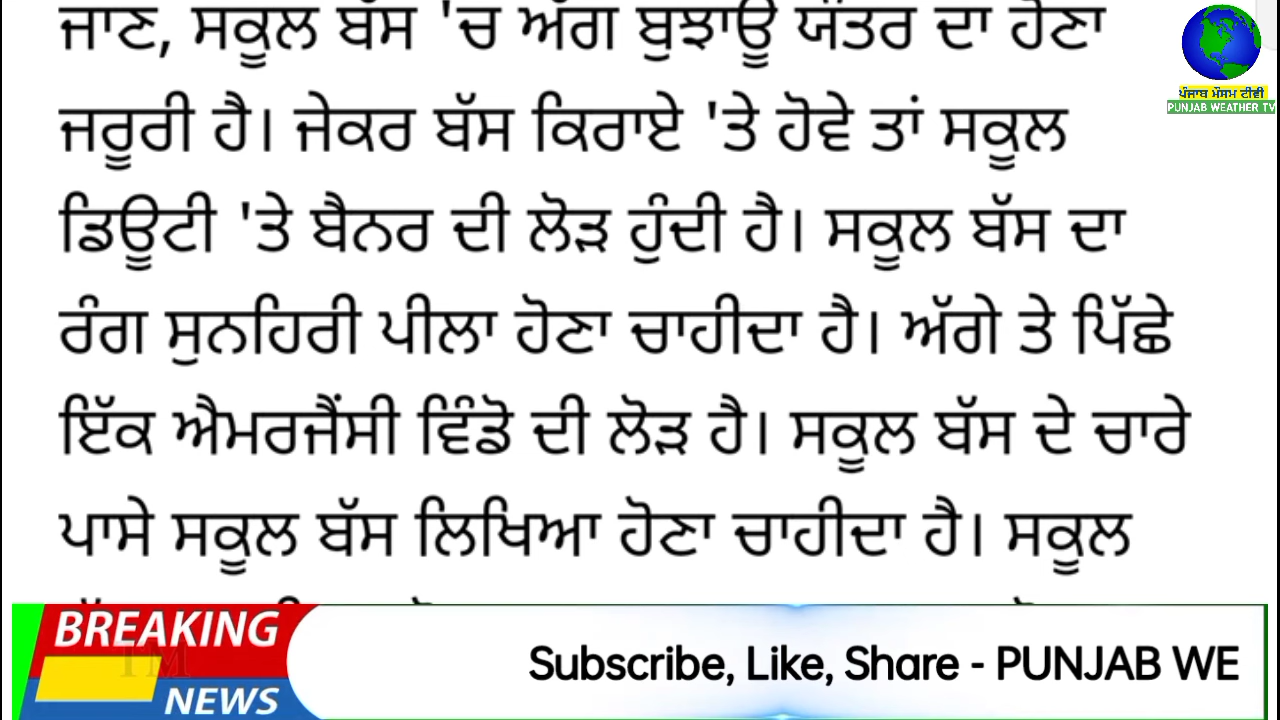 ਜਾਣ, ਸਕੂਲ ਬੱਸ 'ਚ ਅੱਗ ਬੁਝਾਊ ਯੰਤਰ ਦਾ ਹੋਣਾ
ਜਰੂਰੀ ਹੈ। ਜੇਕਰ ਬੱਸ ਕਿਰਾਏ 'ਤੇ ਹੋਵੇ ਤਾਂ ਸਕੂਲ
ਡਿਊਟੀ 'ਤੇ ਬੈਨਰ ਦੀ ਲੋੜ ਹੁੰਦੀ ਹੈ। ਸਕੂਲ ਬੱਸ ਦਾ
ਰੰਗ ਸੁਨਹਿਰੀ ਪੀਲਾ ਹੋਣਾ ਚਾਹੀਦਾ ਹੈ। ਅੱਗੇ ਤੇ ਪਿੱਛੇ
ਇੱਕ ਐਮਰਜੈਂਸੀ ਵਿੰਡੋ ਦੀ ਲੋੜ ਹੈ। ਸਕੂਲ ਬੱਸ ਦੇ ਚਾਰੇ
ਪਾਸੇ ਸਕੂਲ ਬੱਸ ਲਿਖਿਆ ਹੋਣਾ ਚਾਹੀਦਾ ਹੈ। ਸਕੂਲ
ਪੰਜਾਬ ਮੌਸਮ ਟੀਵੀ
PUNJAB WEATHER TV
BREAKING
NEWS
Subscribe, Like, Share - PUNJAB WE